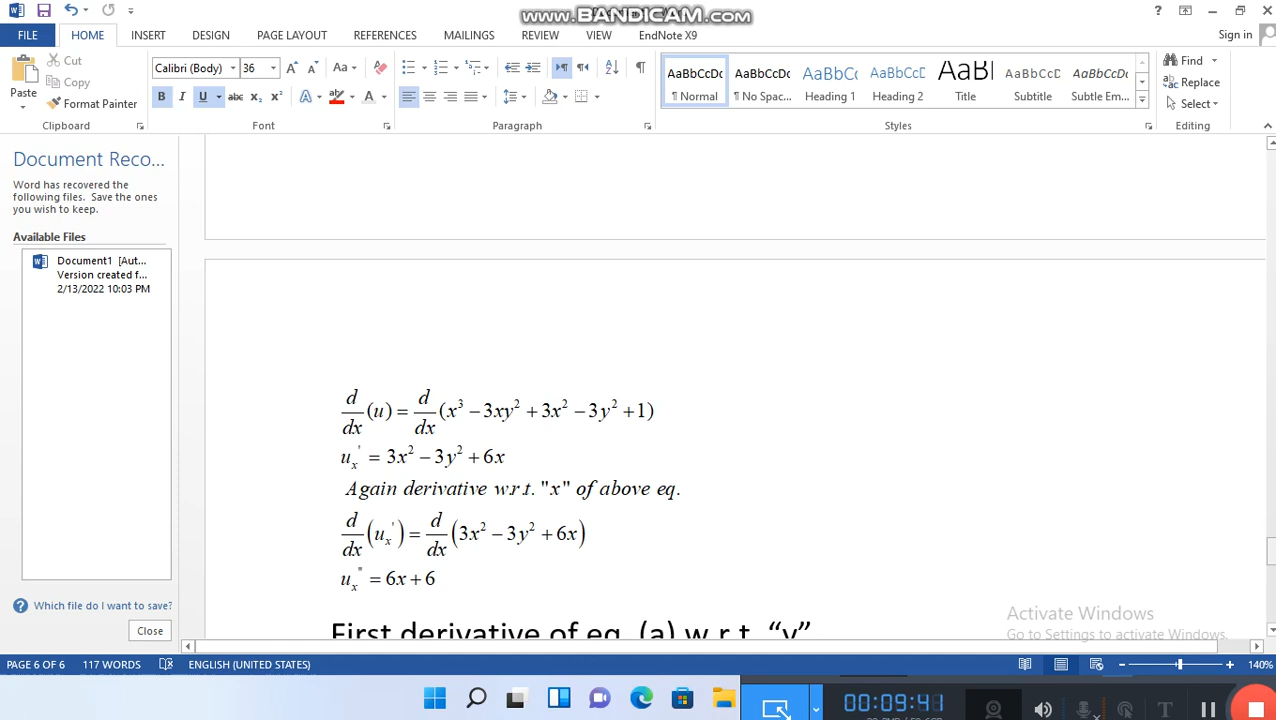 www.BANDICAM.com
? Sign in
FILE HOME INSERT DESIGN PAGE LAYOUT REFERENCES MAILINGS REVIEW VIEW EndNote X9
Paste Cut Copy Format Painter
Calibri (Body) 36
AaBbCcDc AaBbCcDc AaBbCc AaBbCcD AaBl AaBbCcD AaBbCcDc
¶ Normal ¶ No Spac... Heading 1 Heading 2 Title Subtitle Subtle Em...
Find Replace Select
Clipboard Font Paragraph Styles Editing
Document Reco...
Word has recovered the
following files. Save the ones
you wish to keep.
Available Files
Document1 [Aut...
Version created f...
2/13/2022 10:03 PM
Which file do I want to save?
Close
d/dx (u) = d/dx (x³ − 3xy² + 3x² − 3y² + 1)
uₓ' = 3x² − 3y² + 6x
Again derivative w.r.t. "x" of above eq.
d/dx (uₓ') = d/dx (3x² − 3y² + 6x)
uₓ" = 6x + 6
First derivative of eq. (a) w.r.t. “y”
Activate Windows
Go to Settings to activate Windows.
PAGE 6 OF 6 117 WORDS ENGLISH (UNITED STATES) 140%
00:09:41